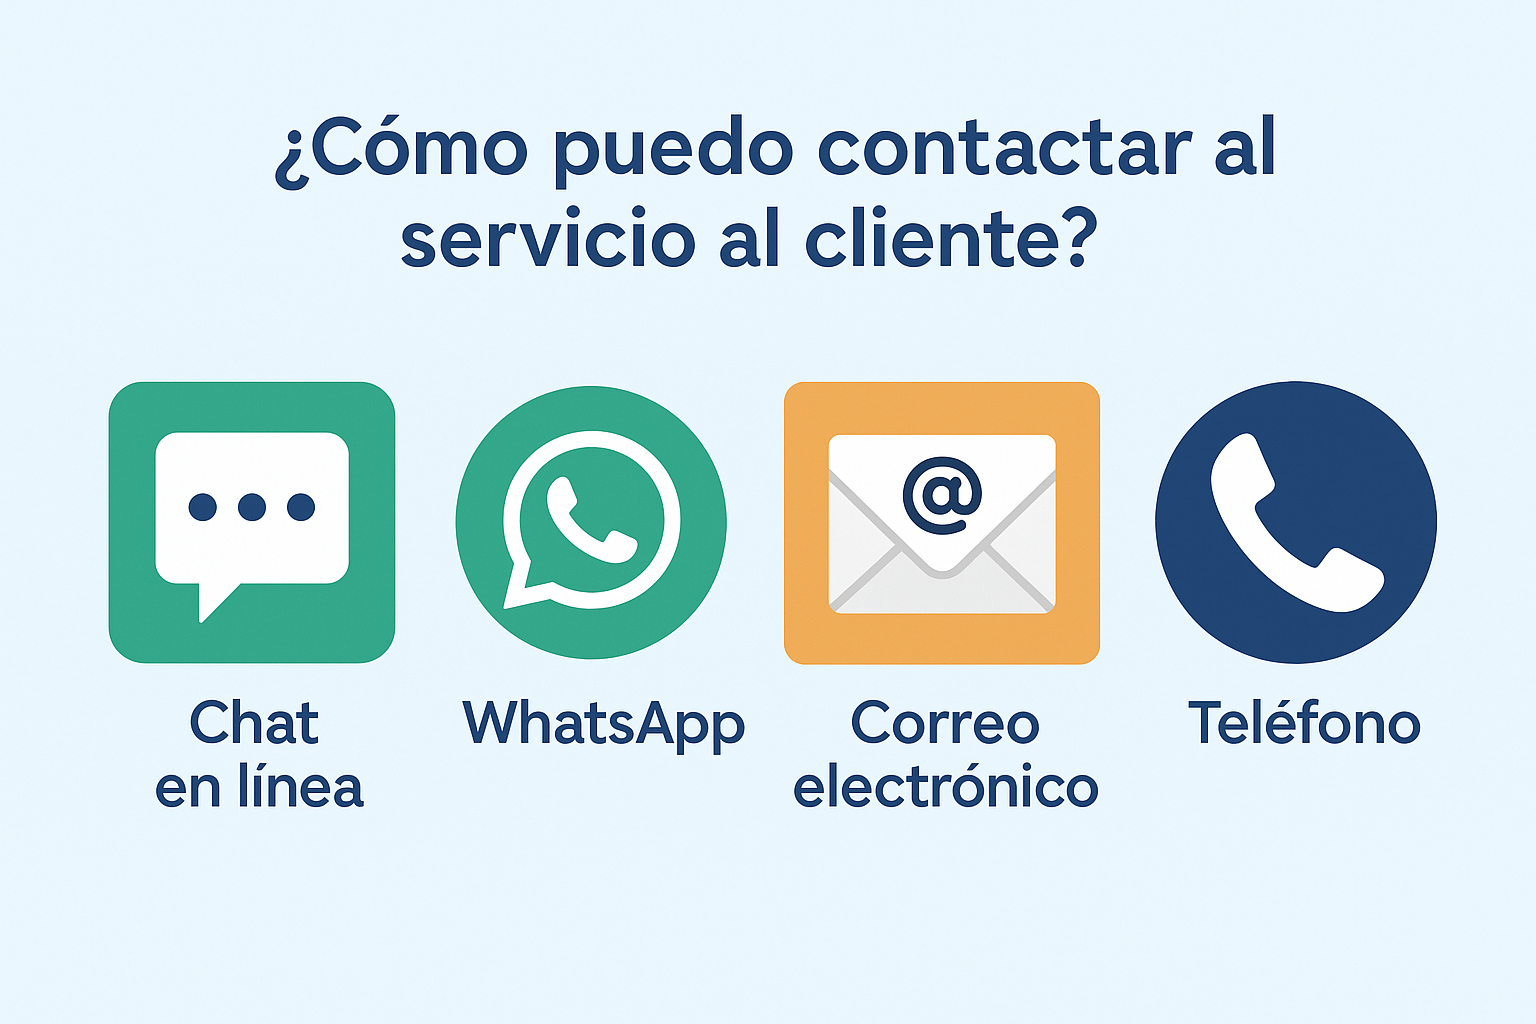 ¿Cómo puedo contactar al
servicio al cliente?
@
Chat
en línea
WhatsApp
Correo
electrónico
Teléfono